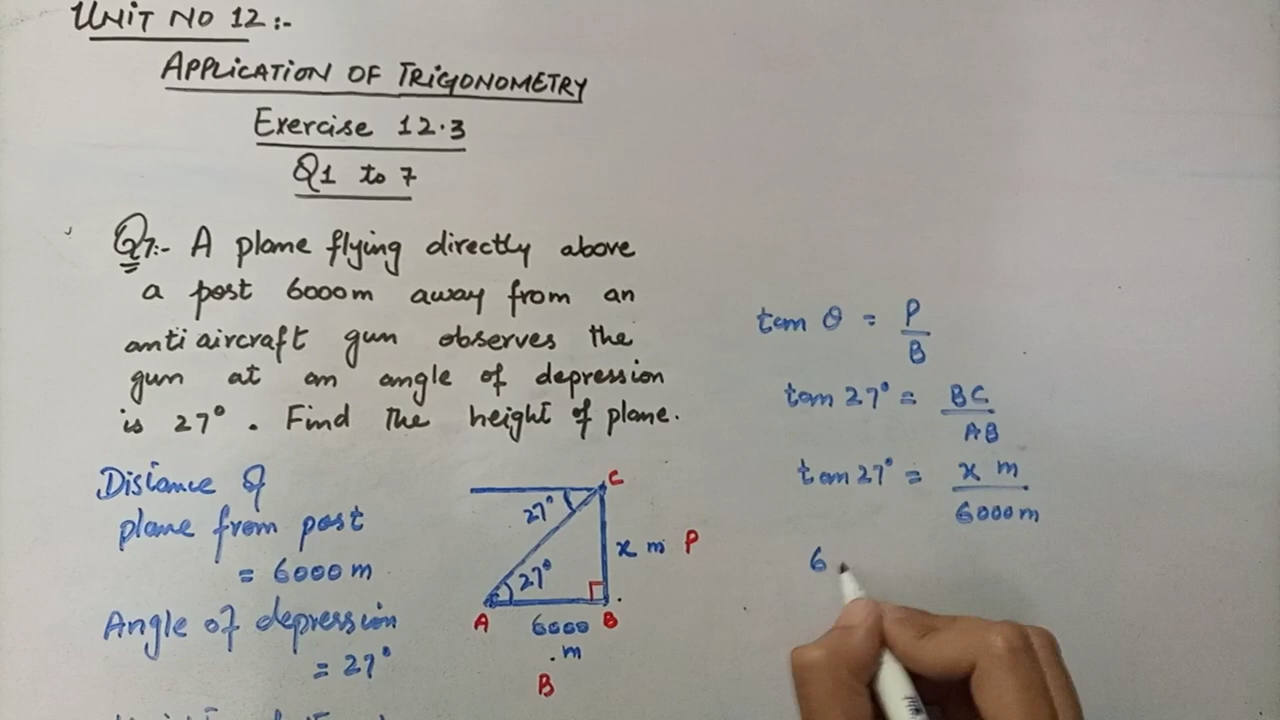 UNIT NO 12 :-
APPLICATION OF TRIGONOMETRY
Exercise 12.3
Q1 to 7
Q7:- A plane flying directly above
a post 6000m away from an
anti aircraft gun observes the
gun at an angle of depression
is 27°. Find the height of plane.
Distance of
plane from post
= 6000 m
Angle of depression
= 27°
27°
C
x m P
27°
A
6000
m
B
B
tan θ = P
B
tan 27° = BC
AB
tan 27° = x m
6000 m
6